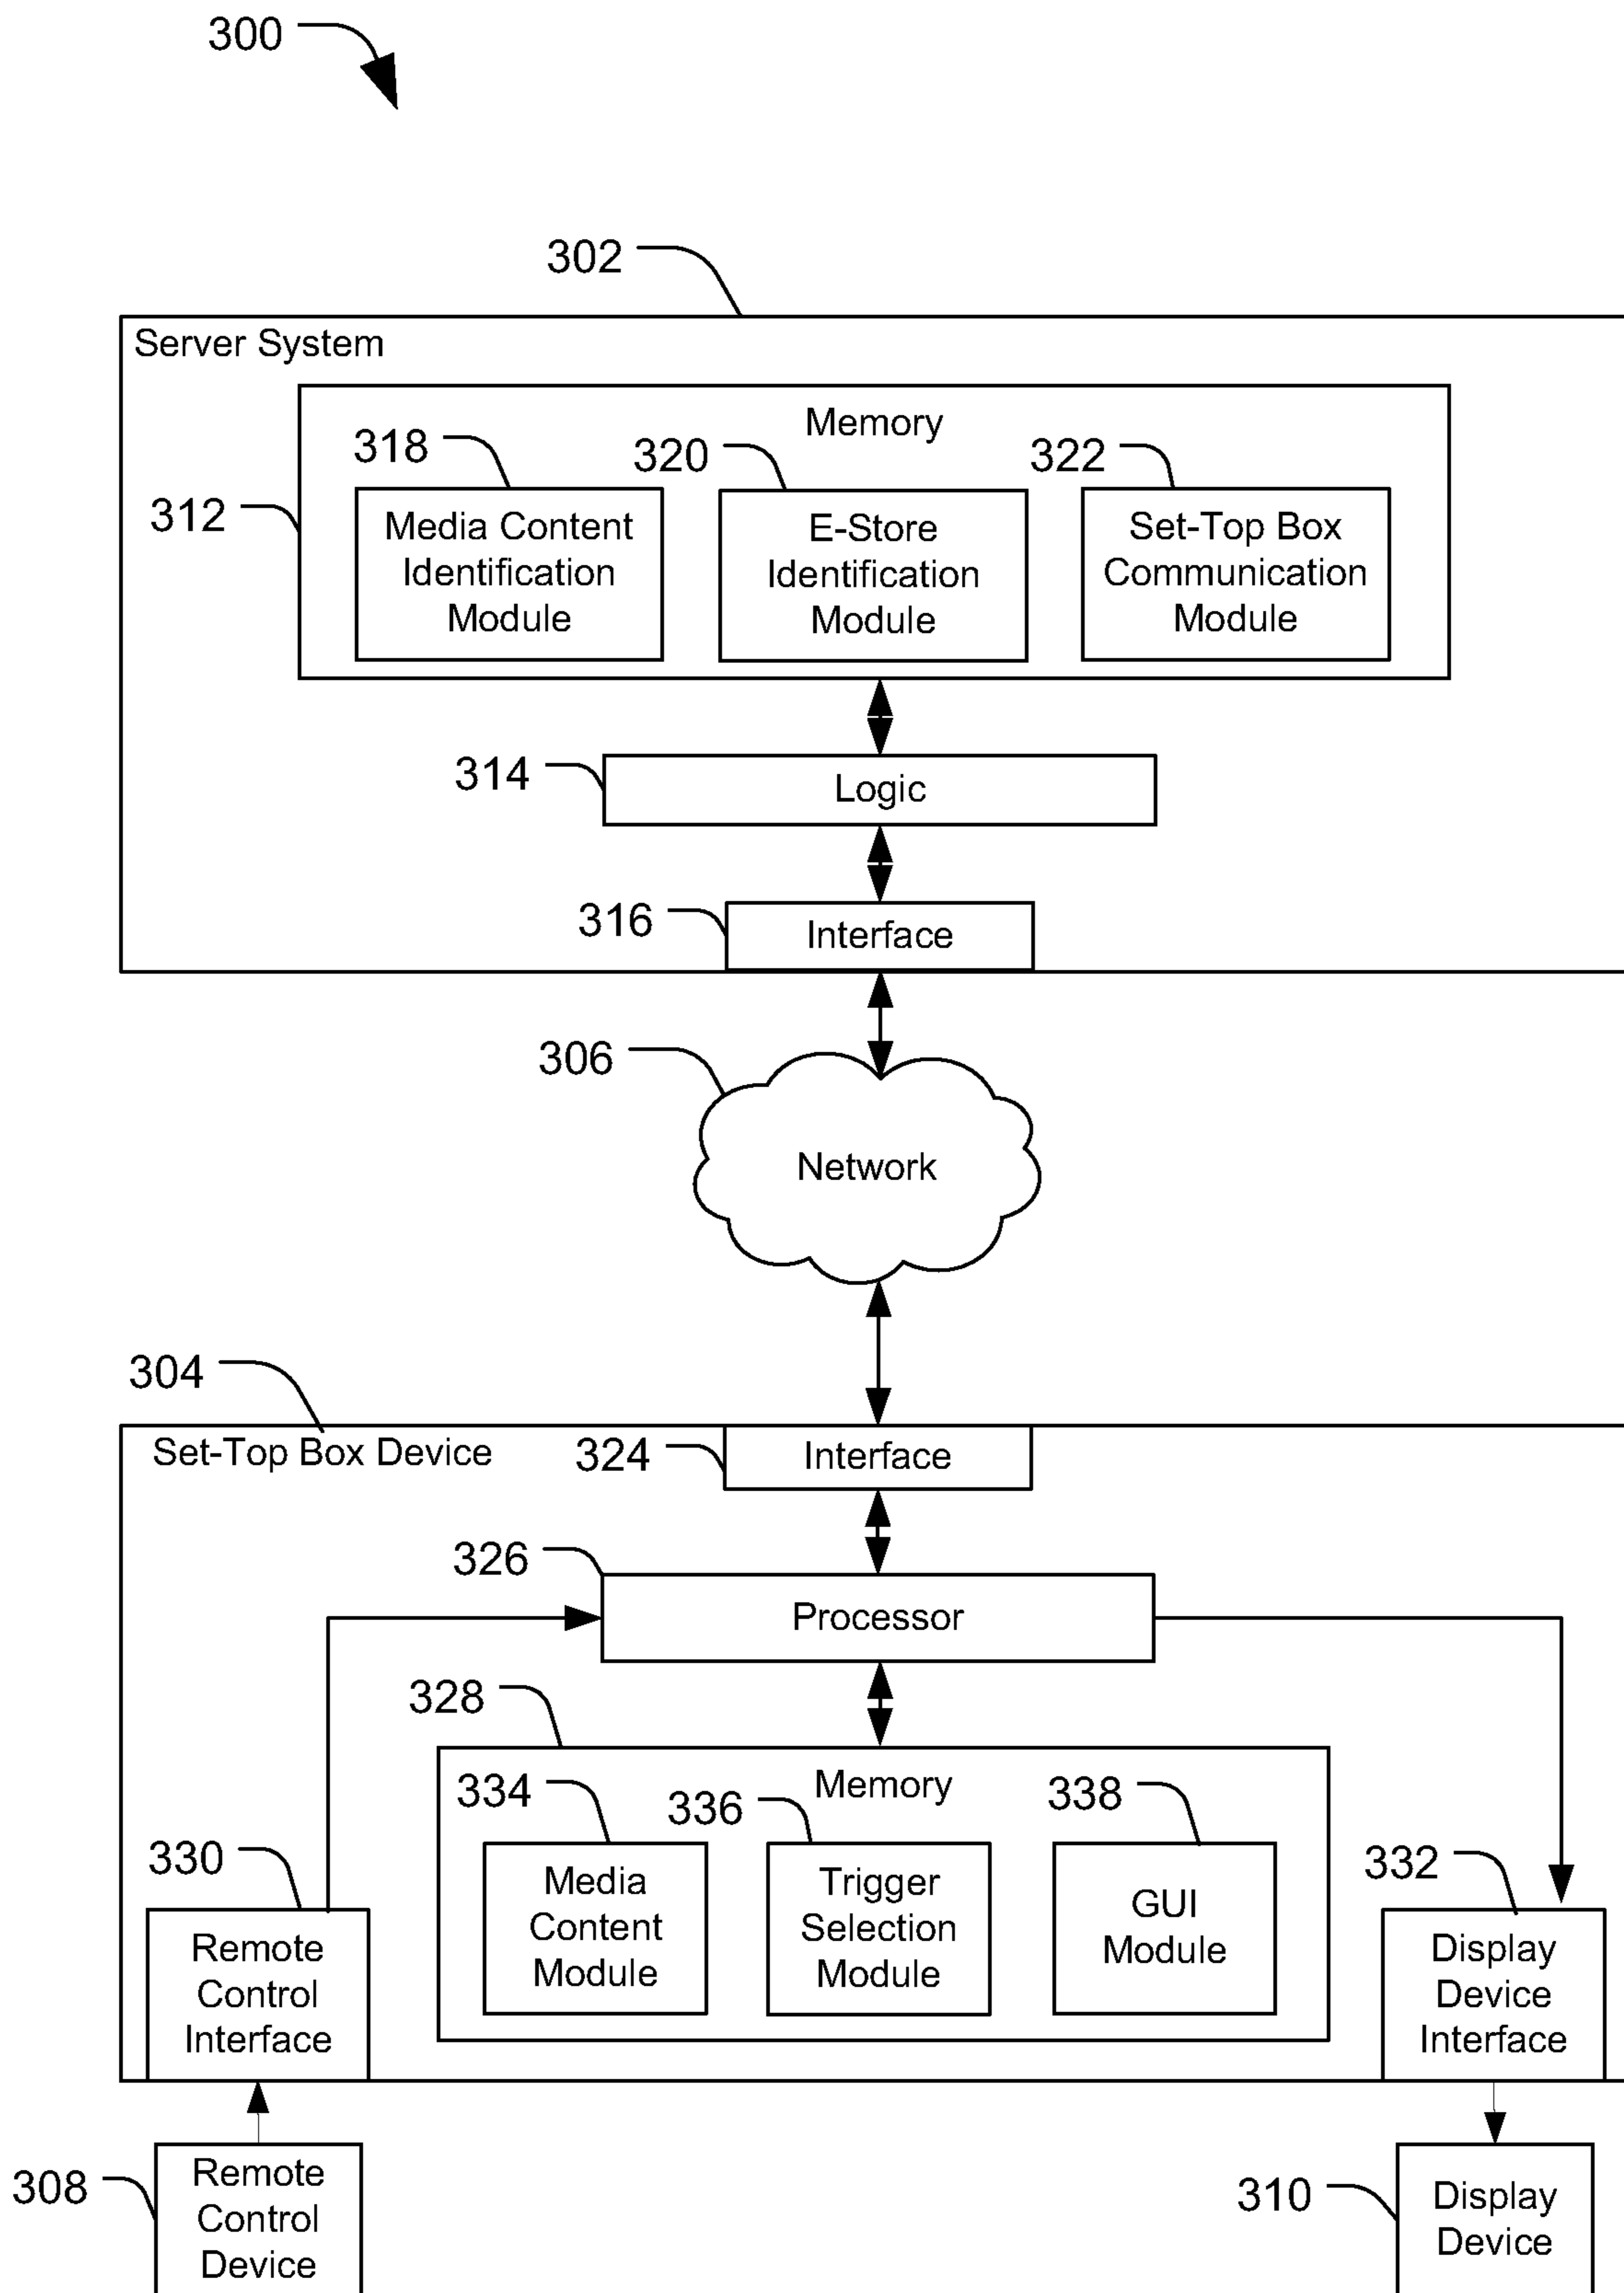 300
302
Server System
Memory
318
320
322
312
Media Content
Identification
Module
E-Store
Identification
Module
Set-Top Box
Communication
Module
314
Logic
316
Interface
306
Network
304
Set-Top Box Device
324
Interface
326
Processor
328
Memory
334
336
338
330
332
Media
Content
Module
Trigger
Selection
Module
GUI
Module
Remote
Control
Interface
Display
Device
Interface
308
Remote
Control
Device
310
Display
Device